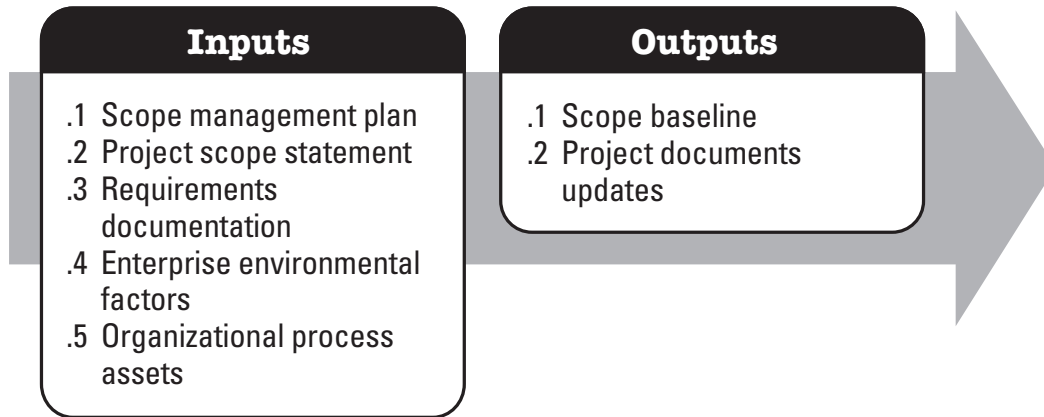 Inputs
.1 Scope management plan
.2 Project scope statement
.3 Requirements
documentation
.4 Enterprise environmental
factors
.5 Organizational process
assets
Outputs
.1 Scope baseline
.2 Project documents
updates